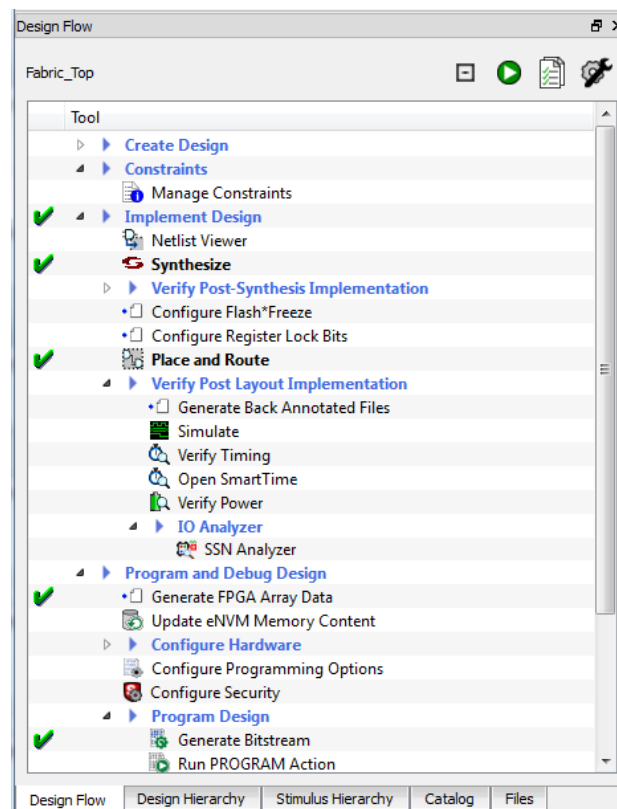 Design Flow
Fabric_Top
Tool
Create Design
Constraints
Manage Constraints
Implement Design
Netlist Viewer
Synthesize
Verify Post-Synthesis Implementation
Configure Flash*Freeze
Configure Register Lock Bits
Place and Route
Verify Post Layout Implementation
Generate Back Annotated Files
Simulate
Verify Timing
Open SmartTime
Verify Power
IO Analyzer
SSN Analyzer
Program and Debug Design
Generate FPGA Array Data
Update eNVM Memory Content
Configure Hardware
Configure Programming Options
Configure Security
Program Design
Generate Bitstream
Run PROGRAM Action
Design Flow Design Hierarchy Stimulus Hierarchy Catalog Files